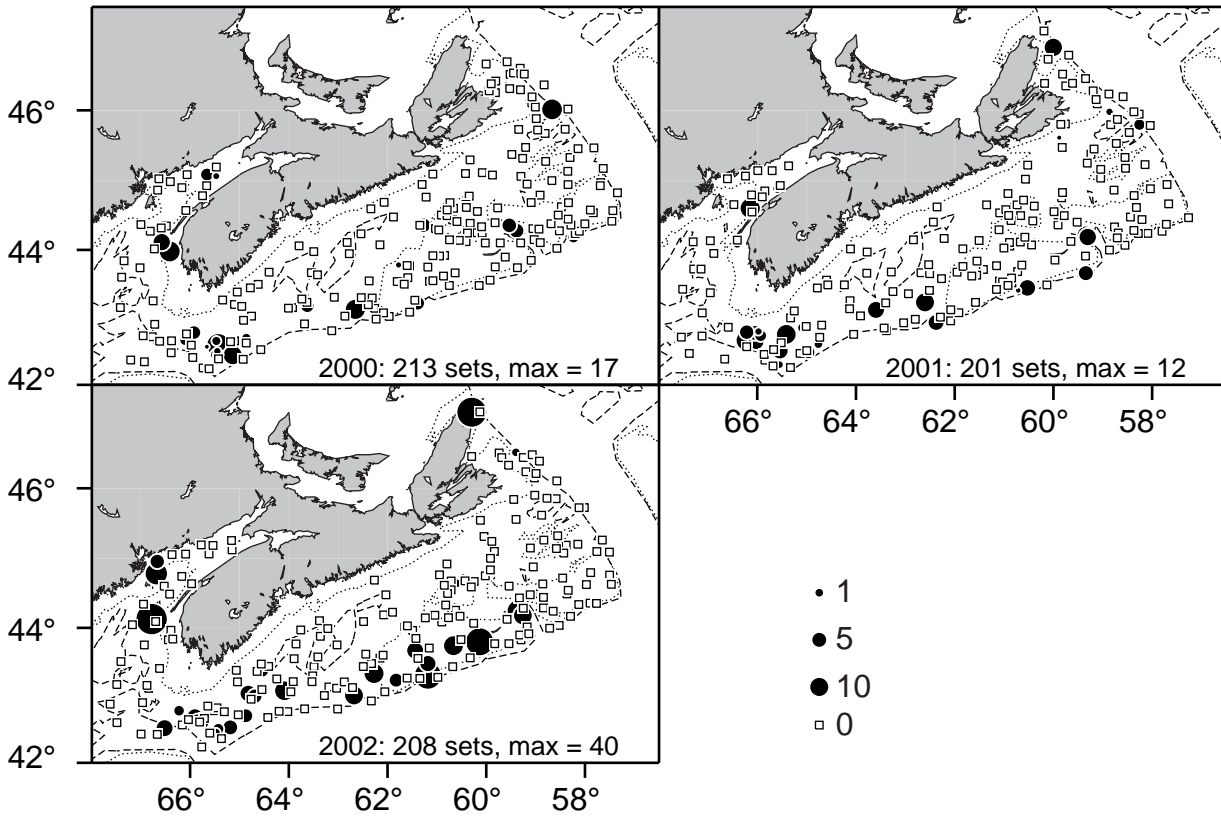 46°
44°
42°
2000: 213 sets, max = 17
2001: 201 sets, max = 12
66° 64° 62° 60° 58°
46°
44°
42°
2002: 208 sets, max = 40
66° 64° 62° 60° 58°
1
5
10
0